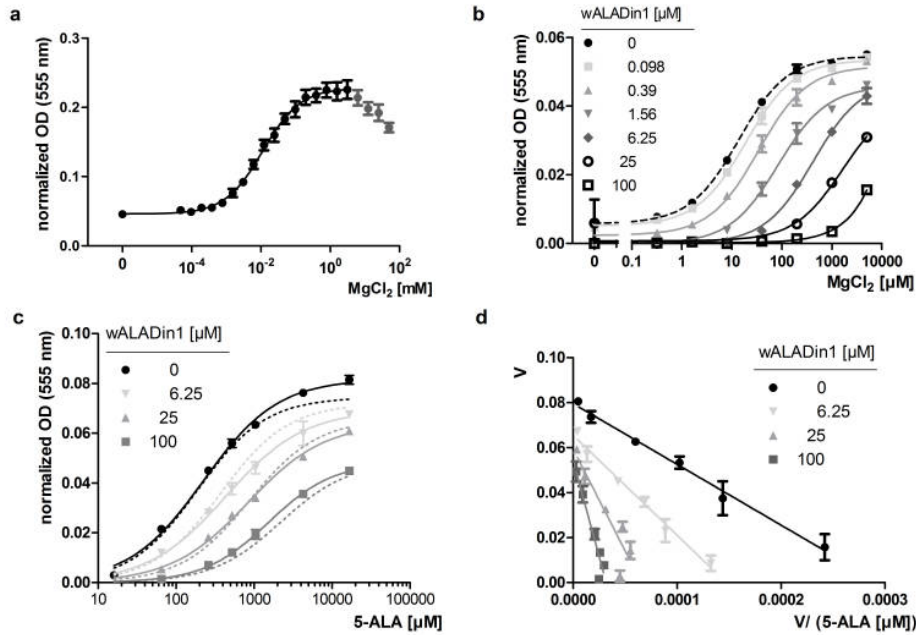 a
normalized OD (555 nm)
0.3
0.2
0.1
0.0
0 10⁻⁴ 10⁻² 10⁰ 10²
MgCl₂ [mM]
b
wALADin1 [µM]
0
0.098
0.39
1.56
6.25
25
100
normalized OD (555 nm)
0.06
0.04
0.02
0.00
0 0.1 1 10 100 1000 10000
MgCl₂ [µM]
c
wALADin1 [µM]
0
6.25
25
100
normalized OD (555 nm)
0.10
0.08
0.06
0.04
0.02
0.00
10 100 1000 10000 100000
5-ALA [µM]
d
wALADin1 [µM]
0
6.25
25
100
V
0.10
0.08
0.06
0.04
0.02
0.00
0.0000 0.0001 0.0002 0.0003
V/ (5-ALA [µM])